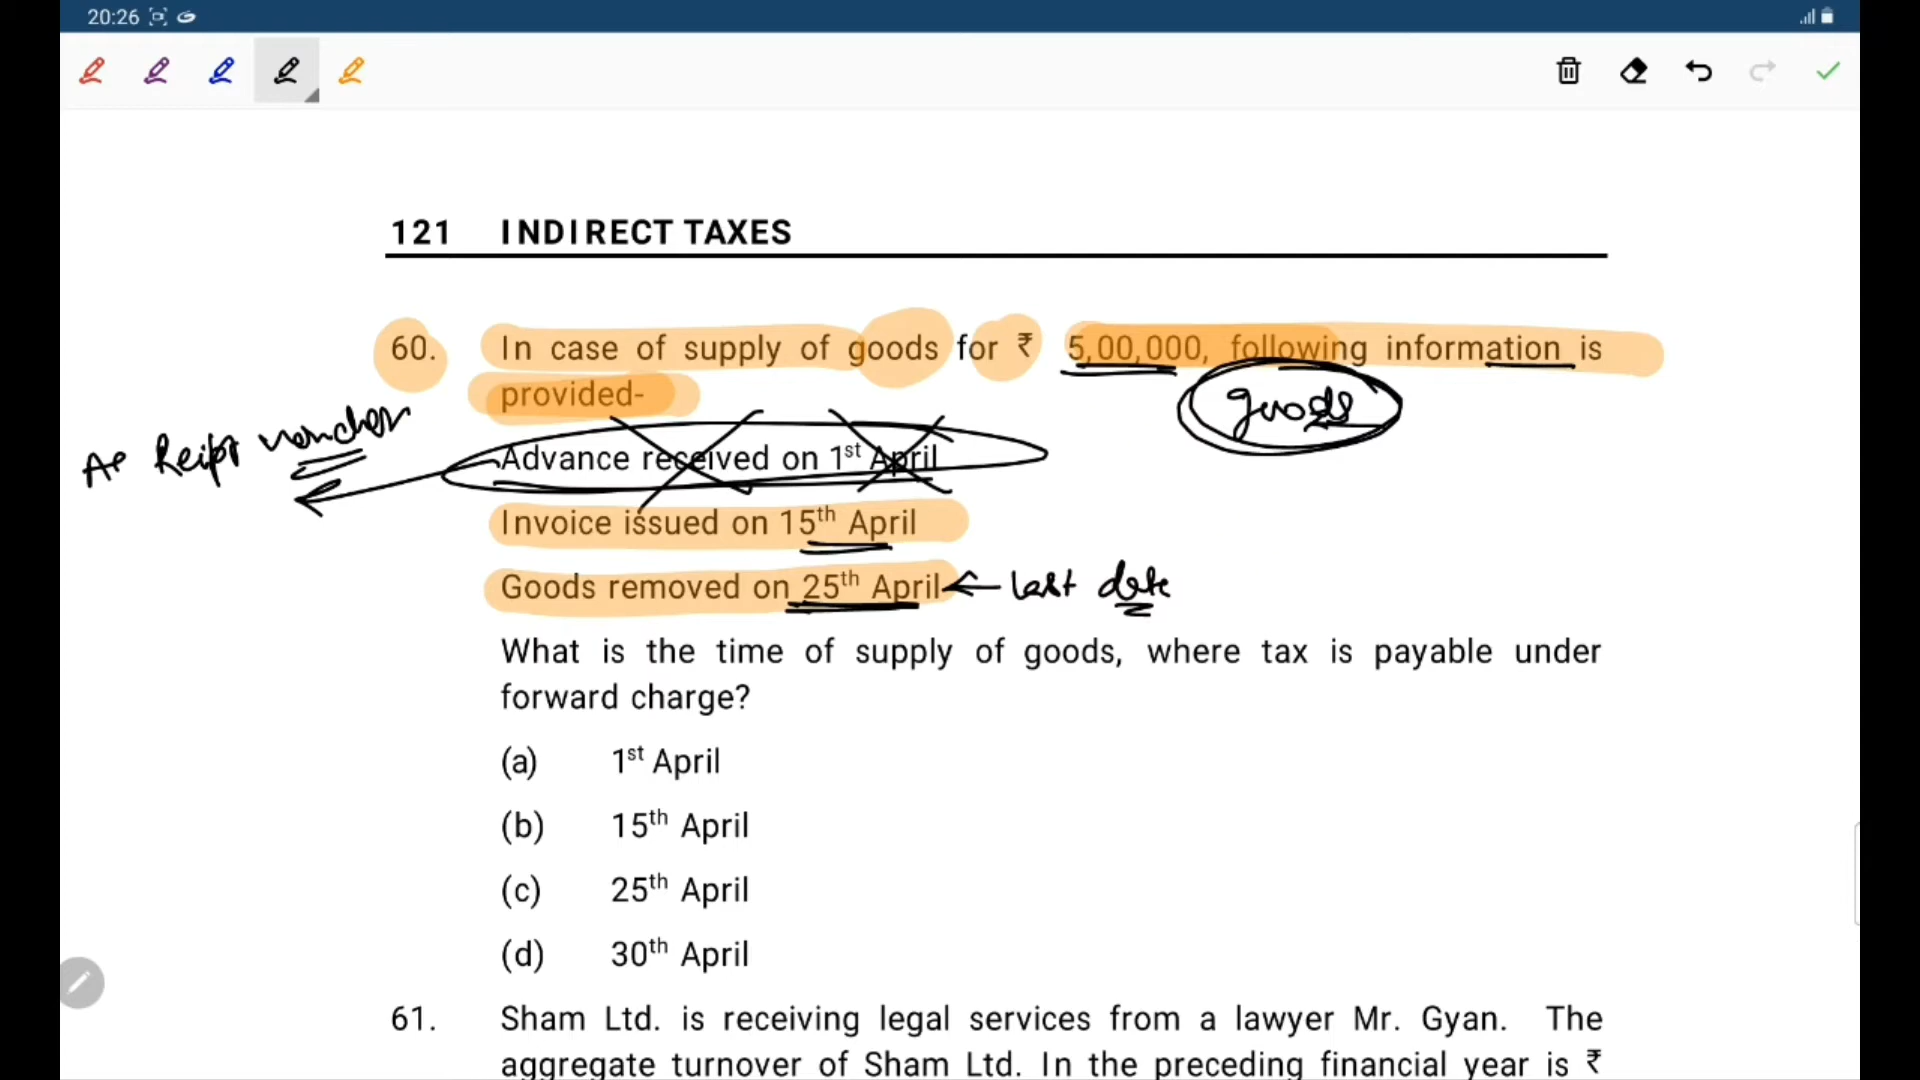 20:26
121 INDIRECT TAXES
60. In case of supply of goods for ₹ 5,00,000, following information is
provided-
goods
voucher
Advance received on 1st April
Invoice issued on 15th April
Goods removed on 25th April ← last date
What is the time of supply of goods, where tax is payable under
forward charge?
(a) 1st April
(b) 15th April
(c) 25th April
(d) 30th April
61. Sham Ltd. is receiving legal services from a lawyer Mr. Gyan. The
aggregate turnover of Sham Ltd. In the preceding financial year is ₹